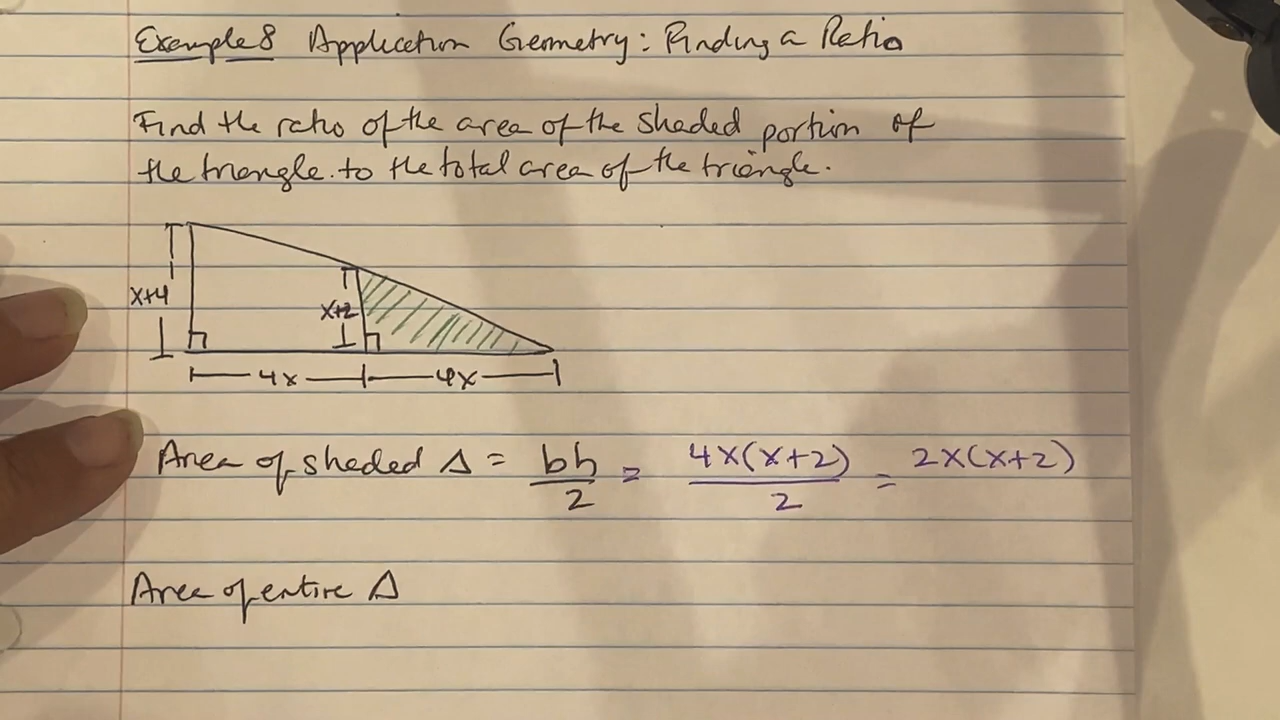 Example 8 Application Geometry: Finding a Ratio
Find the ratio of the area of the shaded portion of
the triangle. to the total area of the triangle.
x+4
x+2
4x 4x
Area of shaded Δ = bh/2 = 4x(x+2)/2 = 2x(x+2)
Area of entire Δ